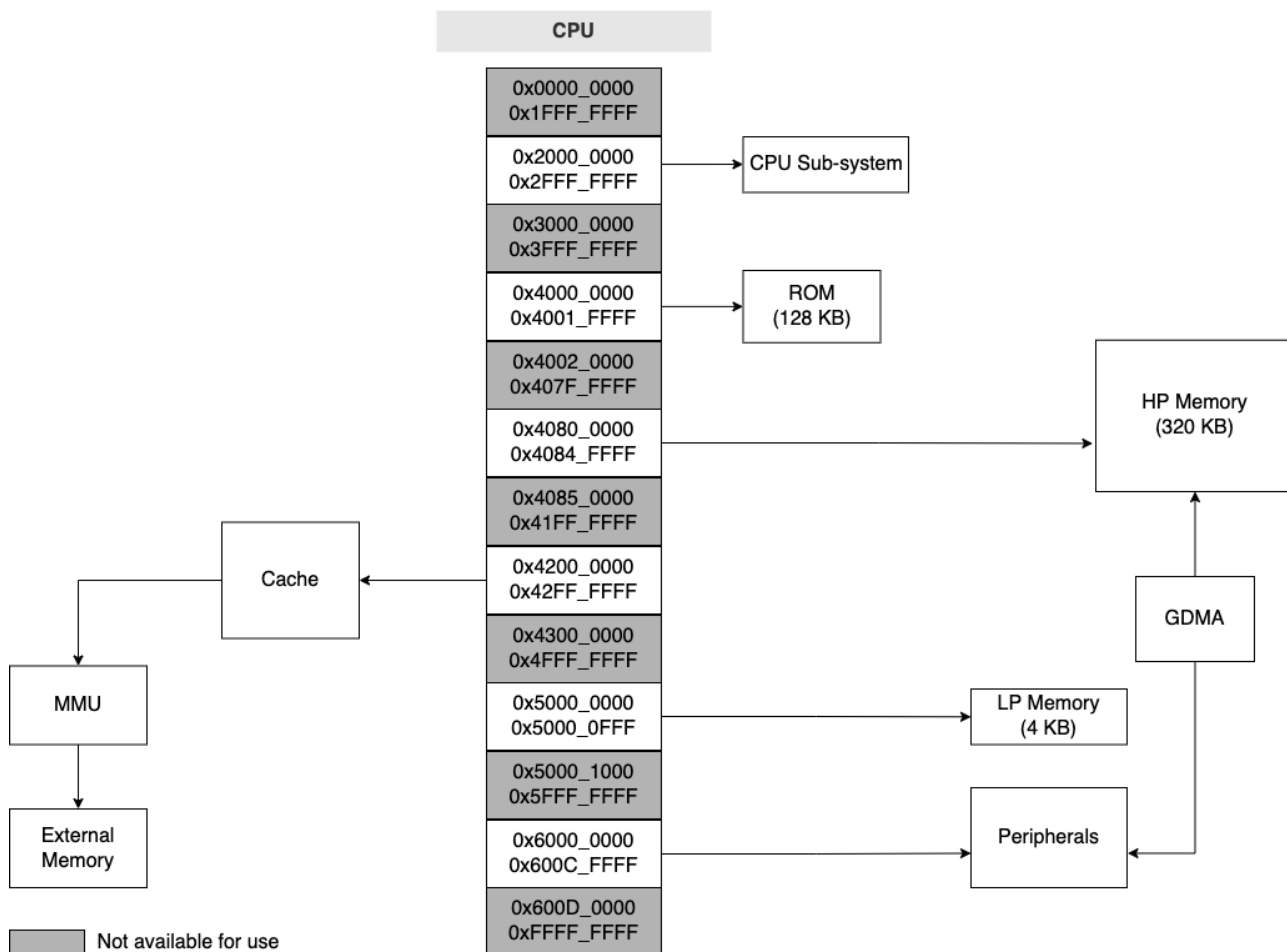 CPU
0x0000_0000
0x1FFF_FFFF
0x2000_0000
0x2FFF_FFFF
CPU Sub-system
0x3000_0000
0x3FFF_FFFF
0x4000_0000
0x4001_FFFF
ROM
(128 KB)
0x4002_0000
0x407F_FFFF
0x4080_0000
0x4084_FFFF
HP Memory
(320 KB)
0x4085_0000
0x41FF_FFFF
0x4200_0000
0x42FF_FFFF
Cache
GDMA
0x4300_0000
0x4FFF_FFFF
MMU
0x5000_0000
0x5000_0FFF
LP Memory
(4 KB)
0x5000_1000
0x5FFF_FFFF
External
Memory
0x6000_0000
0x600C_FFFF
Peripherals
0x600D_0000
0xFFFF_FFFF
Not available for use